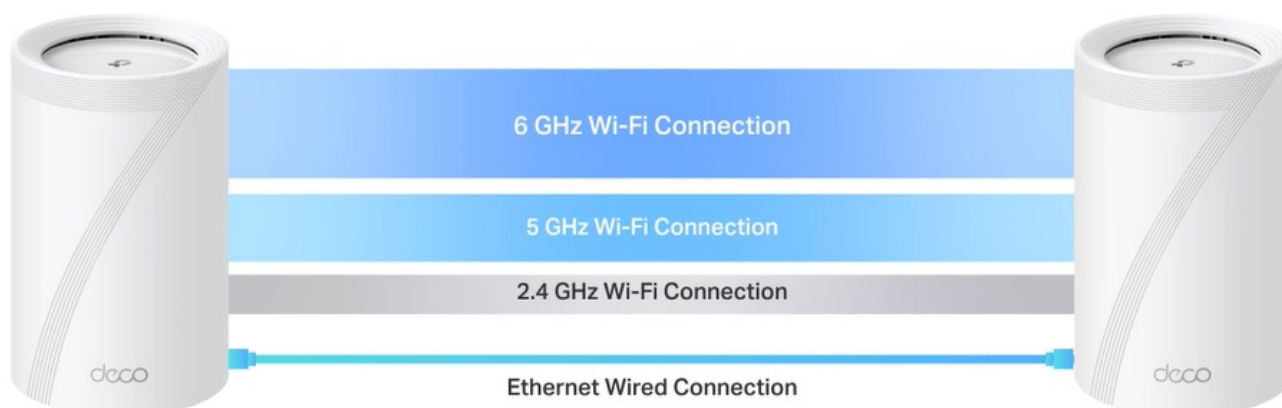 6 GHz Wi-Fi Connection
5 GHz Wi-Fi Connection
2.4 GHz Wi-Fi Connection
Ethernet Wired Connection
deco
deco